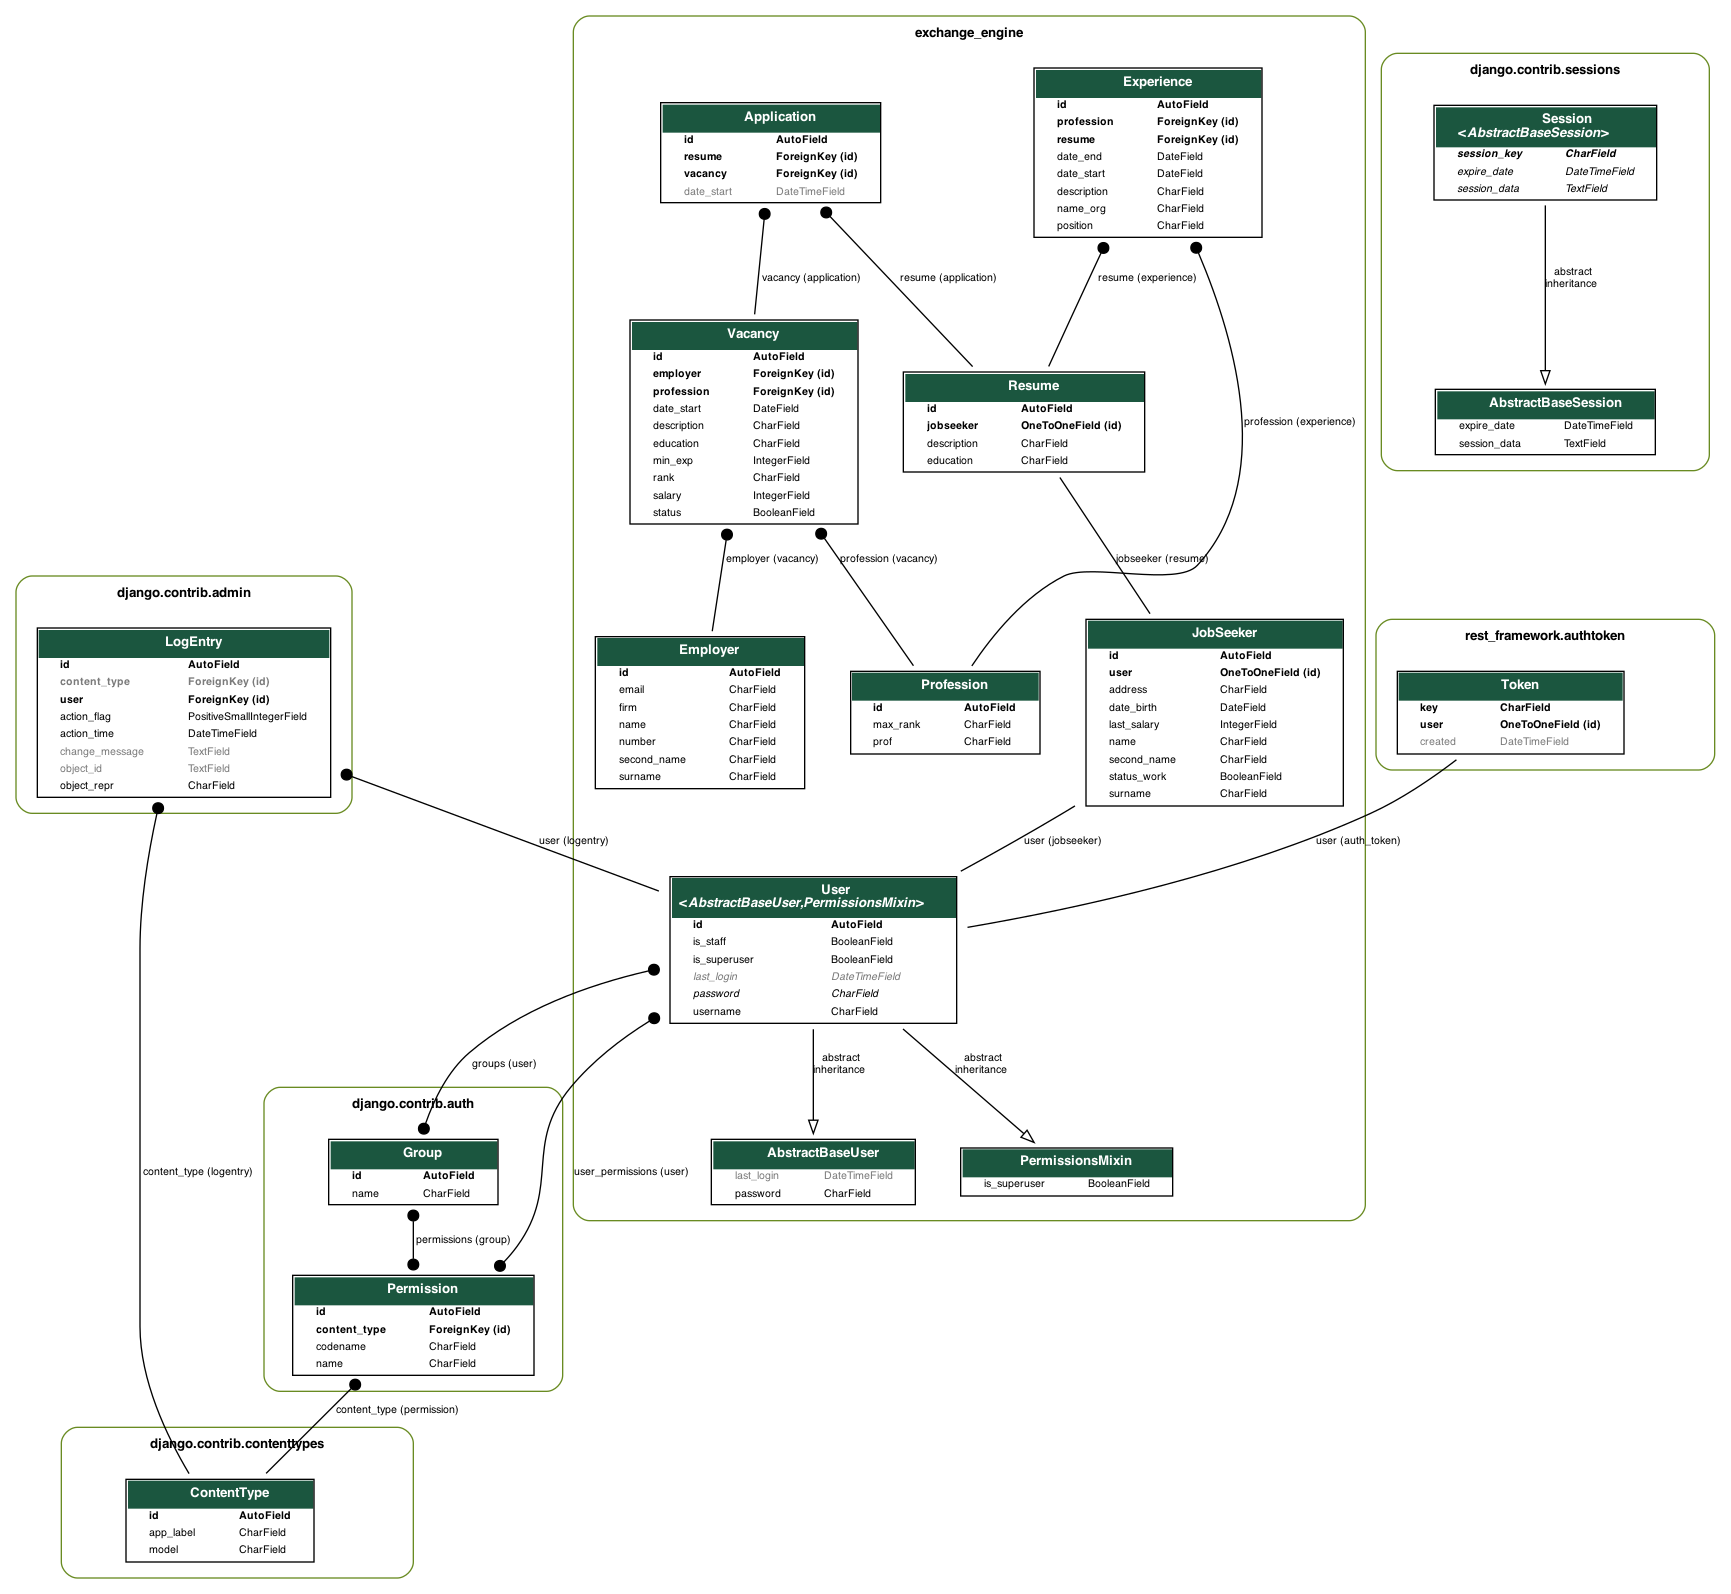 exchange_engine
Application
id AutoField
resume ForeignKey (id)
vacancy ForeignKey (id)
date_start DateTimeField
Experience
id AutoField
profession ForeignKey (id)
resume ForeignKey (id)
date_end DateField
date_start DateField
description CharField
name_org CharField
position CharField
vacancy (application)
resume (application)
resume (experience)
Vacancy
id AutoField
employer ForeignKey (id)
profession ForeignKey (id)
date_start DateField
description CharField
education CharField
min_exp IntegerField
rank CharField
salary IntegerField
status BooleanField
Resume
id AutoField
jobseeker OneToOneField (id)
description CharField
education CharField
profession (experience)
employer (vacancy)
profession (vacancy)
jobseeker (resume)
Employer
id AutoField
email CharField
firm CharField
name CharField
number CharField
second_name CharField
surname CharField
Profession
id AutoField
max_rank CharField
prof CharField
JobSeeker
id AutoField
user OneToOneField (id)
address CharField
date_birth DateField
last_salary IntegerField
name CharField
second_name CharField
status_work BooleanField
surname CharField
user (logentry)
user (jobseeker)
user (auth_token)
User
<AbstractBaseUser,PermissionsMixin>
id AutoField
is_staff BooleanField
is_superuser BooleanField
last_login DateTimeField
password CharField
username CharField
abstract
inheritance
abstract
inheritance
AbstractBaseUser
last_login DateTimeField
password CharField
PermissionsMixin
is_superuser BooleanField
django.contrib.sessions
Session
<AbstractBaseSession>
session_key CharField
expire_date DateTimeField
session_data TextField
abstract
inheritance
AbstractBaseSession
expire_date DateTimeField
session_data TextField
rest_framework.authtoken
Token
key CharField
user OneToOneField (id)
created DateTimeField
django.contrib.admin
LogEntry
id AutoField
content_type ForeignKey (id)
user ForeignKey (id)
action_flag PositiveSmallIntegerField
action_time DateTimeField
change_message TextField
object_id TextField
object_repr CharField
groups (user)
content_type (logentry)
user_permissions (user)
django.contrib.auth
Group
id AutoField
name CharField
permissions (group)
Permission
id AutoField
content_type ForeignKey (id)
codename CharField
name CharField
content_type (permission)
django.contrib.contenttypes
ContentType
id AutoField
app_label CharField
model CharField